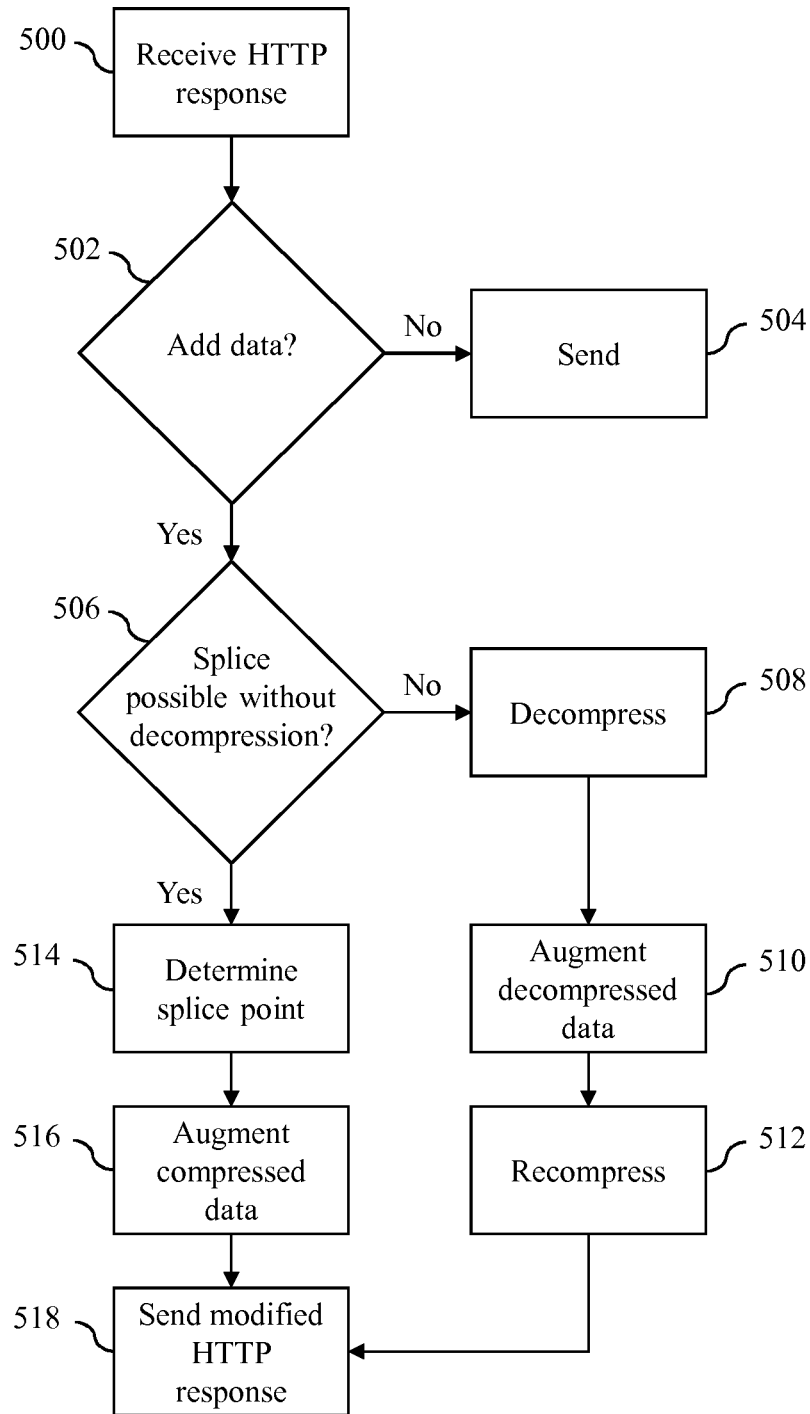 500
Receive HTTP
response
502
Add data?
No
Send
504
Yes
506
Splice
possible without
decompression?
No
Decompress
508
Yes
514
Determine
splice point
Augment
decompressed
data
510
516
Augment
compressed
data
Recompress
512
518
Send modified
HTTP
response